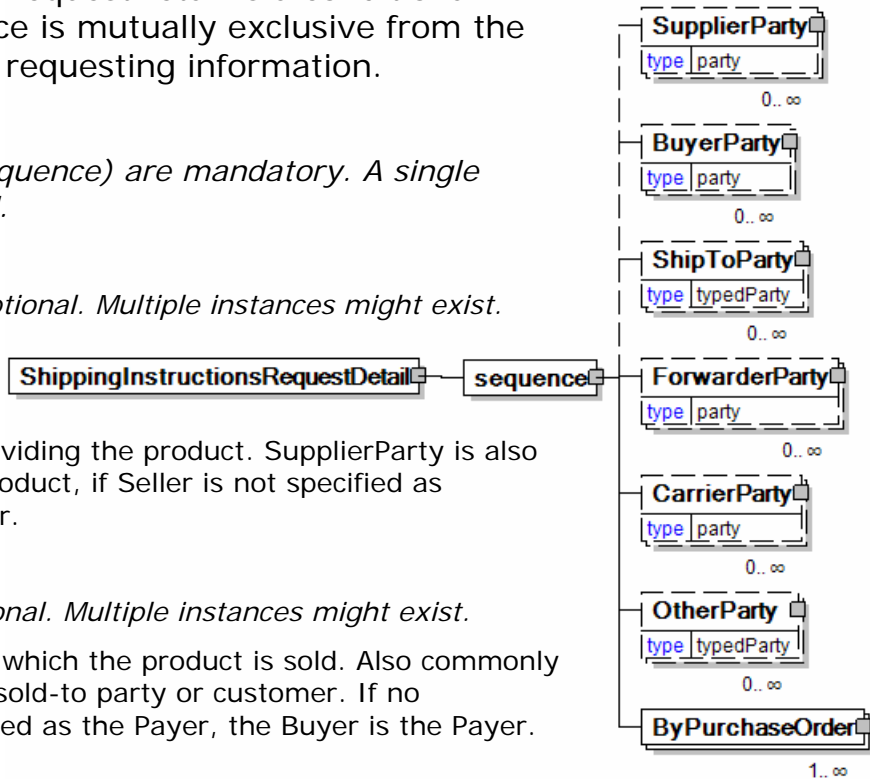 ce is mutually exclusive from the
requesting information.
quence) are mandatory. A single
otional. Multiple instances might exist.
viding the product. SupplierParty is also
oduct, if Seller is not specified as
r.
onal. Multiple instances might exist.
which the product is sold. Also commonly
sold-to party or customer. If no
ed as the Payer, the Buyer is the Payer.
ShippingInstructionsRequestDetail
sequence
SupplierParty
type party
0.. ∞
BuyerParty
type party
0.. ∞
ShipToParty
type typedParty
0.. ∞
ForwarderParty
type party
0.. ∞
CarrierParty
type party
0.. ∞
OtherParty
type typedParty
0.. ∞
ByPurchaseOrder
1.. ∞